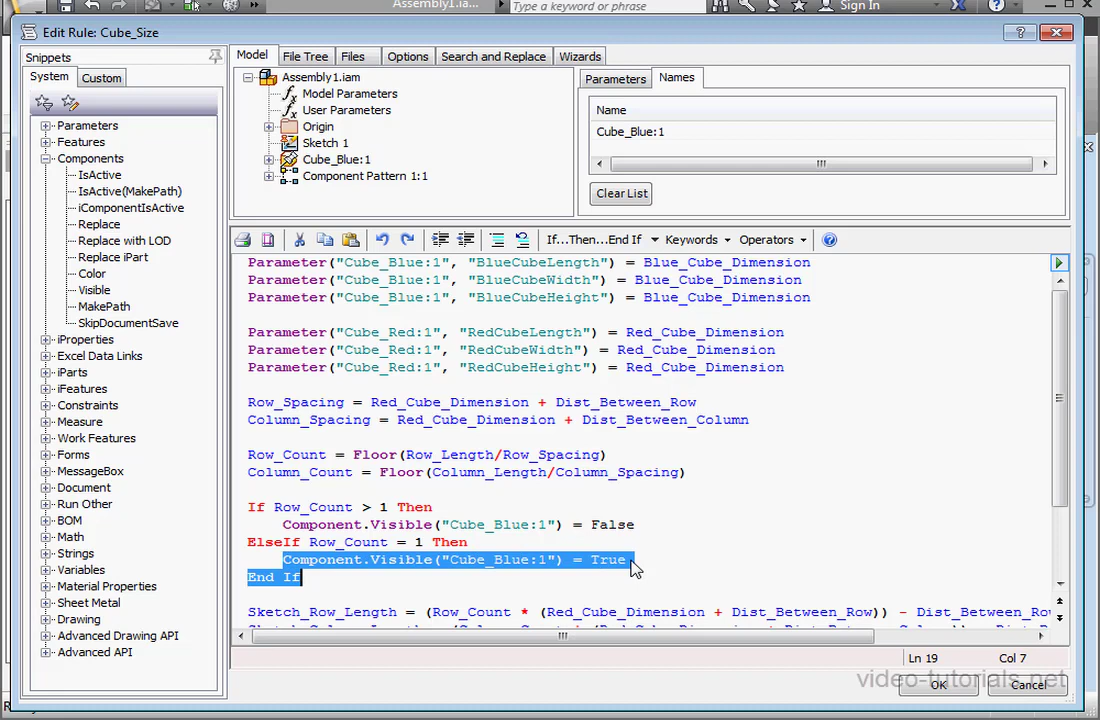 Assembly1.ia...
Type a keyword or phrase
Sign In
Edit Rule: Cube_Size
Snippets
System
Custom
Parameters
Features
Components
IsActive
IsActive(MakePath)
iComponentIsActive
Replace
Replace with LOD
Replace iPart
Color
Visible
MakePath
SkipDocumentSave
iProperties
Excel Data Links
iParts
iFeatures
Constraints
Measure
Work Features
Forms
MessageBox
Document
Run Other
BOM
Math
Strings
Variables
Material Properties
Sheet Metal
Drawing
Advanced Drawing API
Advanced API
Model
File Tree
Files
Options
Search and Replace
Wizards
Assembly1.iam
Model Parameters
User Parameters
Origin
Sketch 1
Cube_Blue:1
Component Pattern 1:1
Parameters
Names
Name
Cube_Blue:1
Clear List
If...Then...End If
Keywords
Operators
Parameter("Cube_Blue:1", "BlueCubeLength") = Blue_Cube_Dimension
Parameter("Cube_Blue:1", "BlueCubeWidth") = Blue_Cube_Dimension
Parameter("Cube_Blue:1", "BlueCubeHeight") = Blue_Cube_Dimension
Parameter("Cube_Red:1", "RedCubeLength") = Red_Cube_Dimension
Parameter("Cube_Red:1", "RedCubeWidth") = Red_Cube_Dimension
Parameter("Cube_Red:1", "RedCubeHeight") = Red_Cube_Dimension
Row_Spacing = Red_Cube_Dimension + Dist_Between_Row
Column_Spacing = Red_Cube_Dimension + Dist_Between_Column
Row_Count = Floor(Row_Length/Row_Spacing)
Column_Count = Floor(Column_Length/Column_Spacing)
If Row_Count > 1 Then
Component.Visible("Cube_Blue:1") = False
ElseIf Row_Count = 1 Then
Component.Visible("Cube_Blue:1") = True
End If
Sketch_Row_Length = (Row_Count * (Red_Cube_Dimension + Dist_Between_Row)) - Dist_Between_Ro
Ln 19
Col 7
video-tutorials.net
OK
Cancel